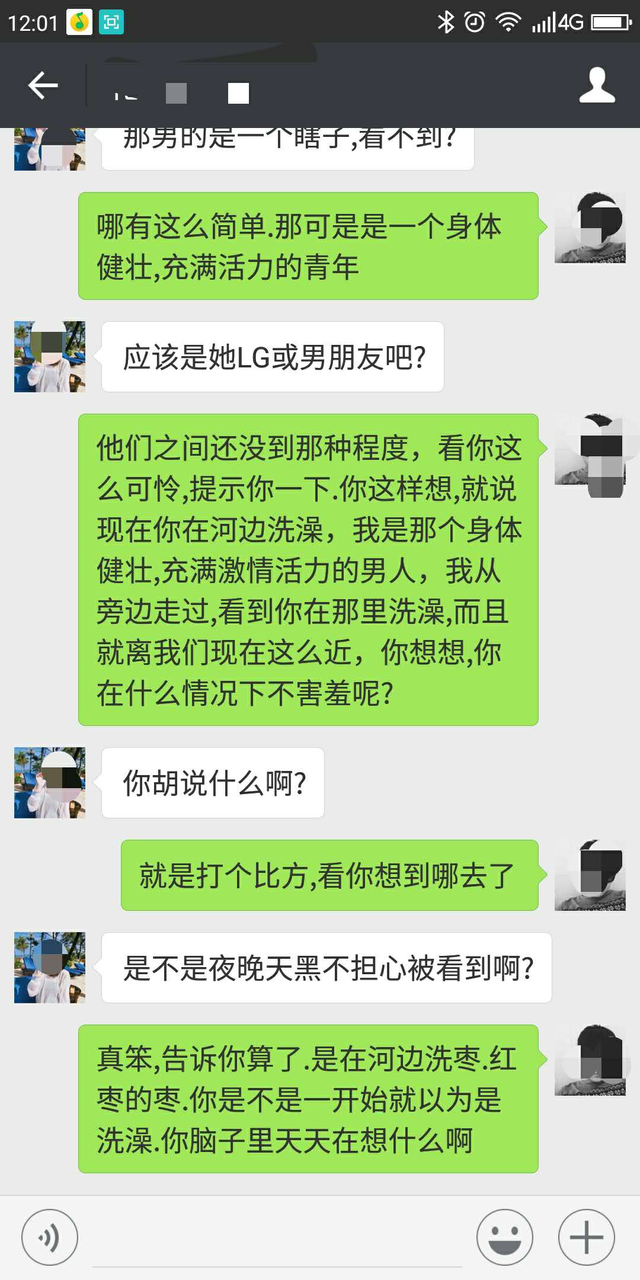 12:01
4G
那男的是一个瞎子,看不到?
哪有这么简单.那可是是一个身体
健壮,充满活力的青年
应该是她LG或男朋友吧?
他们之间还没到那种程度，看你这
么可怜,提示你一下.你这样想,就说
现在你在河边洗澡，我是那个身体
健壮,充满激情活力的男人，我从
旁边走过,看到你在那里洗澡,而且
就离我们现在这么近，你想想,你
在什么情况下不害羞呢?
你胡说什么啊?
就是打个比方,看你想到哪去了
是不是夜晚天黑不担心被看到啊?
真笨,告诉你算了.是在河边洗枣.红
枣的枣.你是不是一开始就以为是
洗澡.你脑子里天天在想什么啊